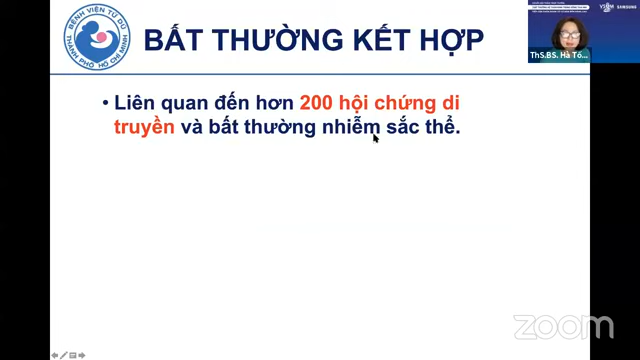 BỆNH VIỆN TỪ DŨ
THÀNH PHỐ HỒ CHÍ MINH
BẤT THƯỜNG KẾT HỢP
• Liên quan đến hơn 200 hội chứng di
truyền và bất thường nhiễm sắc thể.
SAMSUNG
ThS.BS. Hà Tố...
zoom